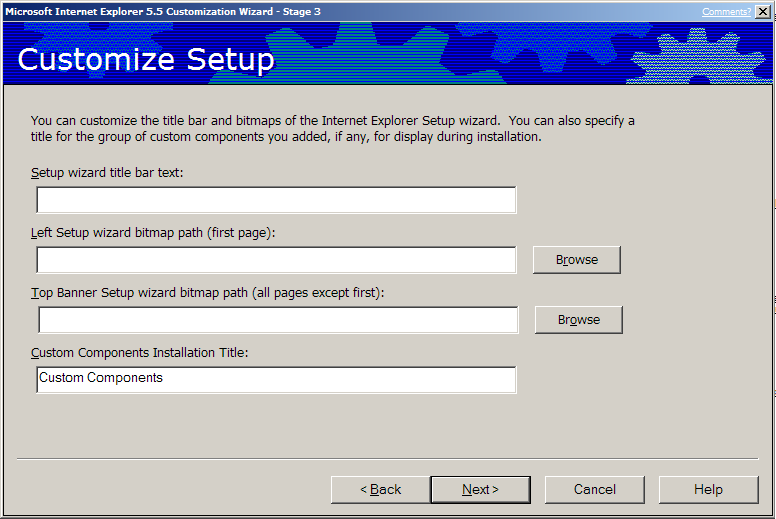 Microsoft Internet Explorer 5.5 Customization Wizard - Stage 3
Comments?
Customize Setup
You can customize the title bar and bitmaps of the Internet Explorer Setup wizard.  You can also specify a
title for the group of custom components you added, if any, for display during installation.
Setup wizard title bar text:
Left Setup wizard bitmap path (first page):
Browse
Top Banner Setup wizard bitmap path (all pages except first):
Browse
Custom Components Installation Title:
Custom Components
< Back
Next >
Cancel
Help